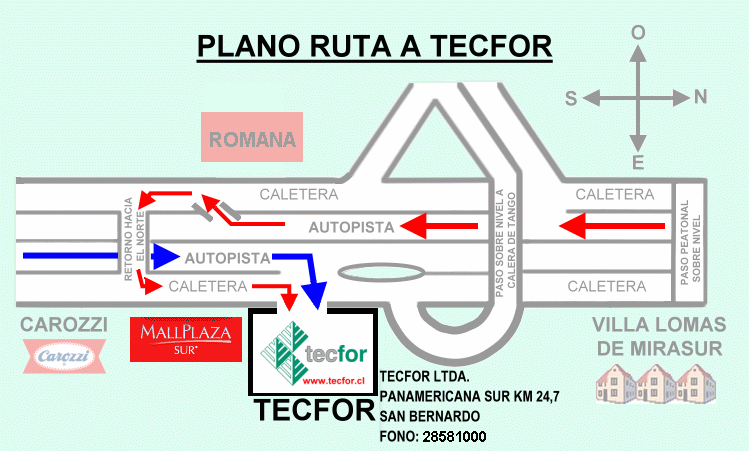 PLANO RUTA A TECFOR
O
S
N
E
ROMANA
CALETERA
CALETERA
RETORNO HACIA
EL NORTE
AUTOPISTA
PASO SOBRE NIVEL A
CALERA DE TANGO
PASO PEATONAL
SOBRE NIVEL
AUTOPISTA
CALETERA
CALETERA
CAROZZI
Carozzi
MALLPLAZA
SUR
tecfor
www.tecfor.cl
TECFOR
VILLA LOMAS
DE MIRASUR
TECFOR LTDA.
PANAMERICANA SUR KM 24,7
SAN BERNARDO
FONO: 28581000